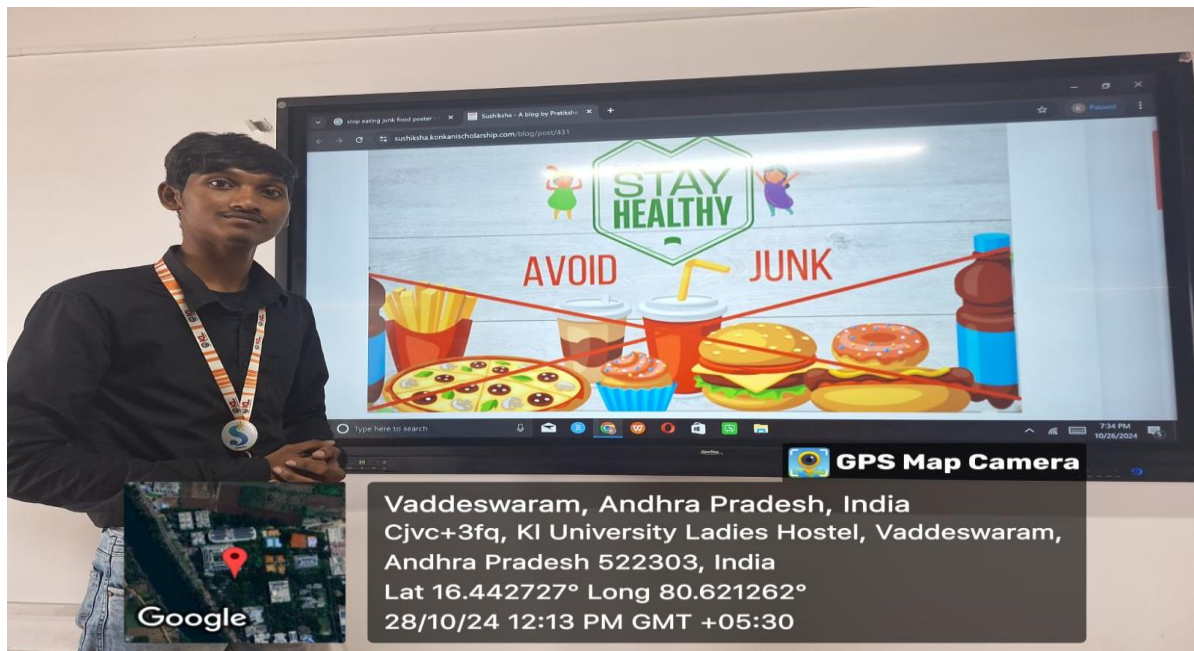 stop eating junk food poster -
Sushiksha - A blog by Pratiksha
Paused
sushiksha.konkanischolarship.com/blog/post/431
STAY
HEALTHY
AVOID JUNK
Type here to search
7:34 PM
10/26/2024
GPS Map Camera
Vaddeswaram, Andhra Pradesh, India
Cjvc+3fq, Kl University Ladies Hostel, Vaddeswaram,
Andhra Pradesh 522303, India
Lat 16.442727° Long 80.621262°
28/10/24 12:13 PM GMT +05:30
Google